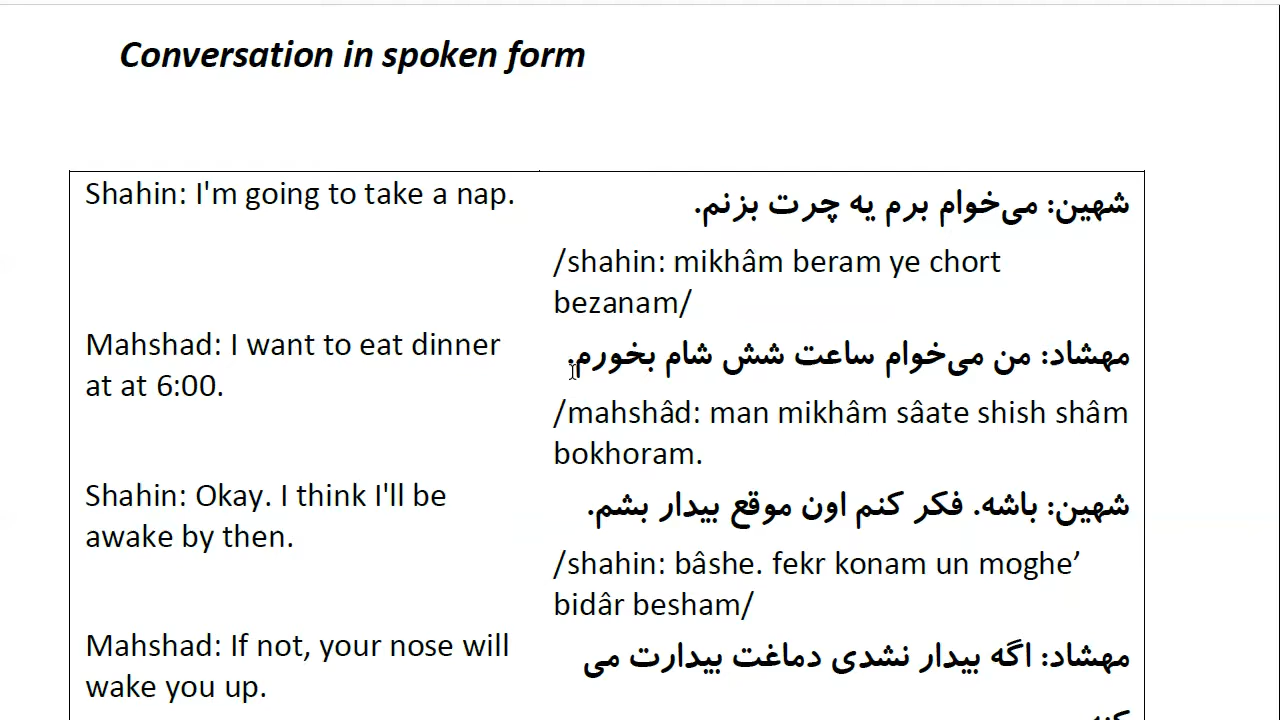 Conversation in spoken form
Shahin: I'm going to take a nap.
شهین: می‌خوام برم یه چرت بزنم.
/shahin: mikhâm beram ye chort
bezanam/
Mahshad: I want to eat dinner
at at 6:00.
مهشاد: من می‌خوام ساعت شش شام بخورم.
/mahshâd: man mikhâm sâate shish shâm
bokhoram.
Shahin: Okay. I think I'll be
awake by then.
شهین: باشه. فکر کنم اون موقع بیدار بشم.
/shahin: bâshe. fekr konam un moghe’
bidâr besham/
Mahshad: If not, your nose will
wake you up.
مهشاد: اگه بیدار نشدی دماغت بیدارت می